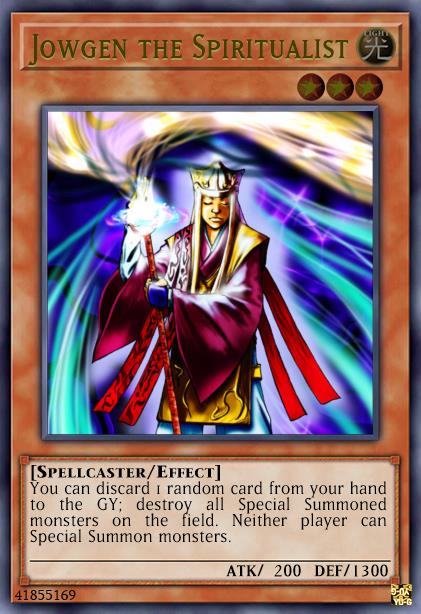 Jowgen the Spiritualist
LIGHT
光
[Spellcaster/Effect]
You can discard 1 random card from your hand
to the GY; destroy all Special Summoned
monsters on the field. Neither player can
Special Summon monsters.
ATK/ 200 DEF/1300
41855169